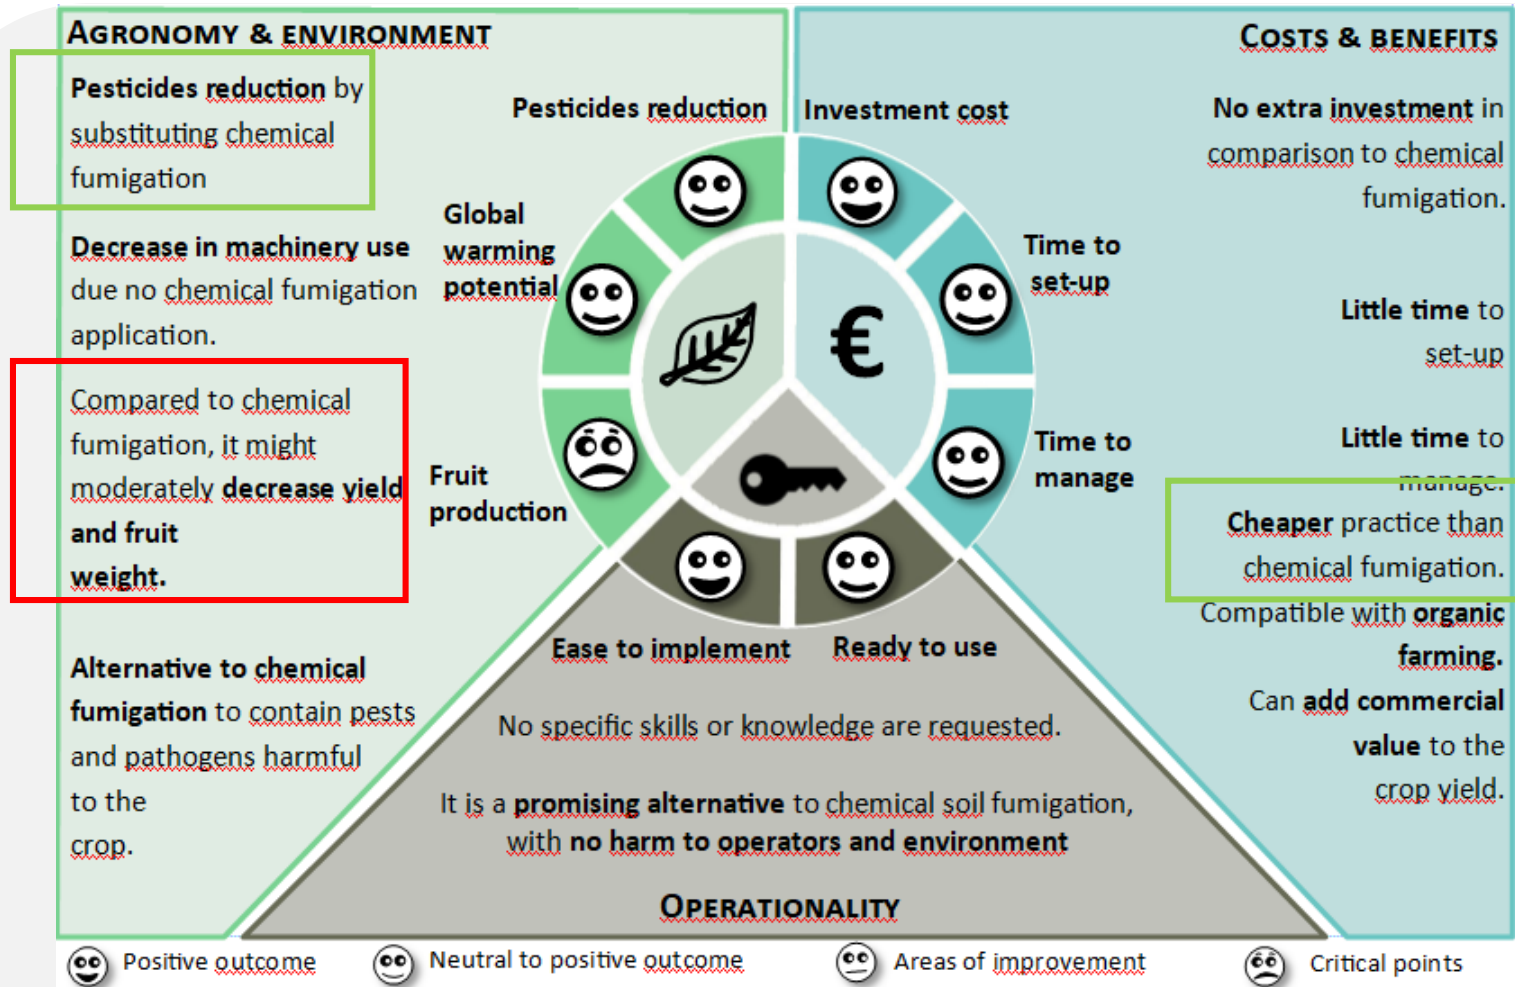 AGRONOMY & ENVIRONMENT
Pesticides reduction by
substituting chemical
fumigation
Decrease in machinery use
due no chemical fumigation
application.
Compared to chemical
fumigation, it might
moderately decrease yield
and fruit
weight.
Alternative to chemical
fumigation to contain pests
and pathogens harmful
to the
crop.
Pesticides reduction
Global
warming
potential
Fruit
production
COSTS & BENEFITS
Investment cost
Time to
set-up
Time to
manage
€
No extra investment in
comparison to chemical
fumigation.
Little time to
set-up
Little time to
manage.
Cheaper practice than
chemical fumigation.
Compatible with organic
farming.
Can add commercial
value to the
crop yield.
Ease to implement
Ready to use
No specific skills or knowledge are requested.
It is a promising alternative to chemical soil fumigation,
with no harm to operators and environment
OPERATIONALITY
Positive outcome
Neutral to positive outcome
Areas of improvement
Critical points